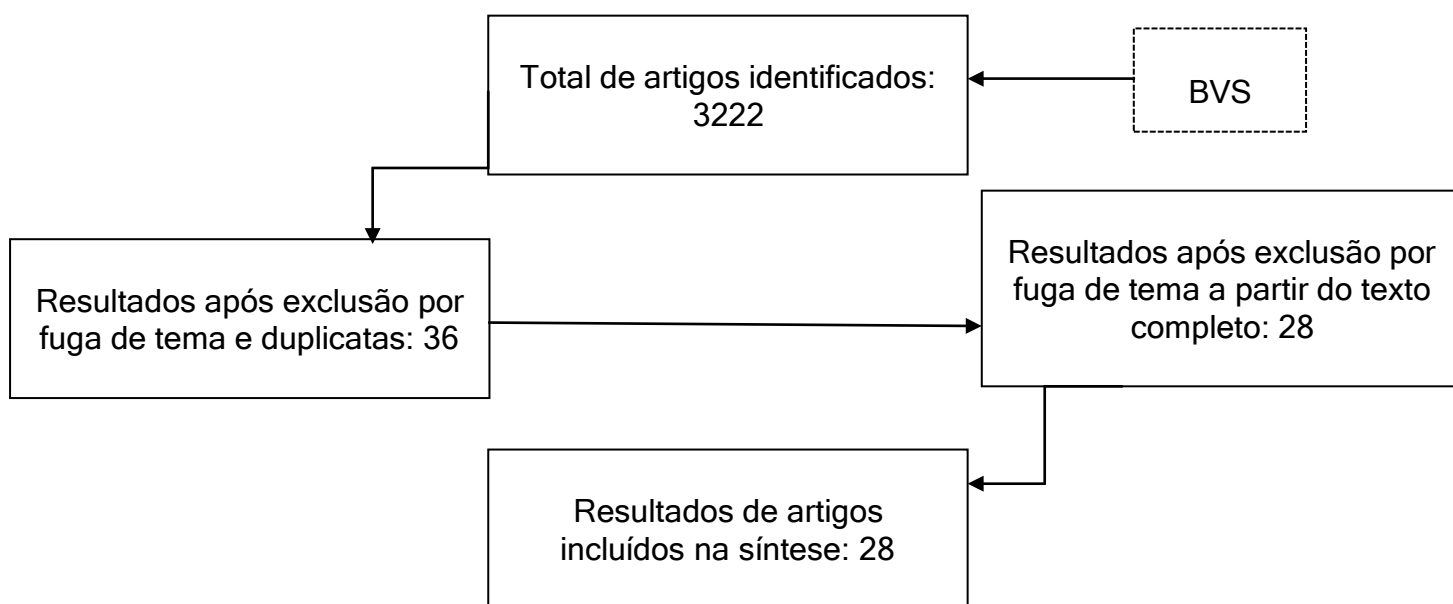 Total de artigos identificados:
3222
BVS
Resultados após exclusão por
fuga de tema e duplicatas: 36
Resultados após exclusão por
fuga de tema a partir do texto
completo: 28
Resultados de artigos
incluídos na síntese: 28